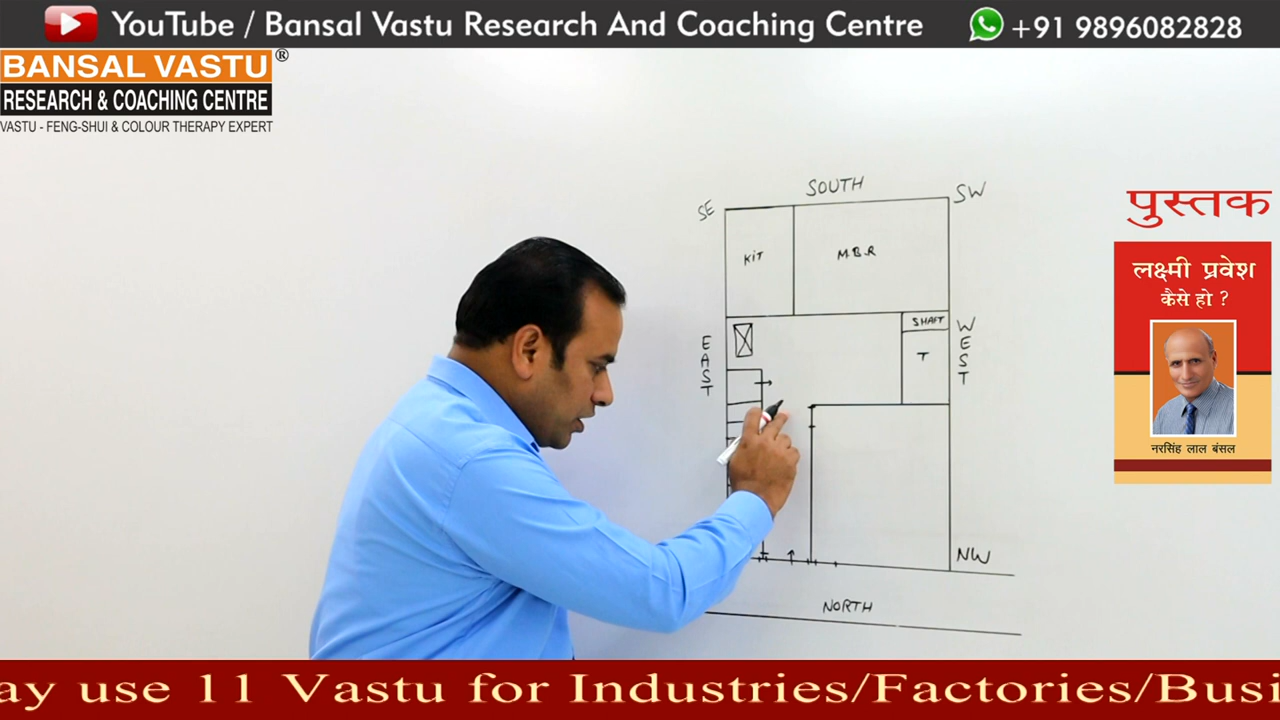 YouTube / Bansal Vastu Research And Coaching Centre
+91 9896082828
BANSAL VASTU ®
RESEARCH & COACHING CENTRE
VASTU - FENG-SHUI & COLOUR THERAPY EXPERT
SOUTH
SE
SW
KIT
M.B.R
SHAFT
T
EAST
WEST
NW
NORTH
पुस्तक
लक्ष्मी प्रवेश
कैसे हो ?
नरसिंह लाल बंसल
ay use 11 Vastu for Industries/Factories/Busi